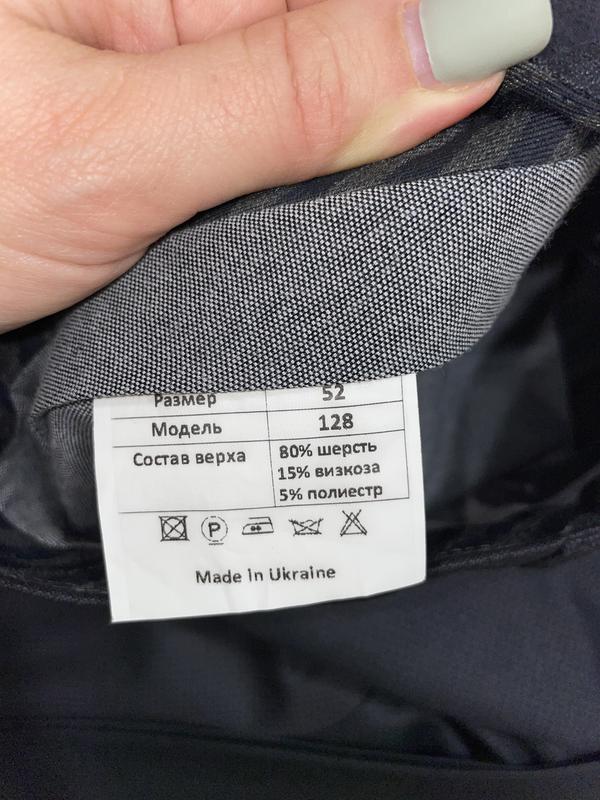 Размер 52
Модель 128
Состав верха 80% шерсть
15% визкоза
5% полиестр
P
Made in Ukraine